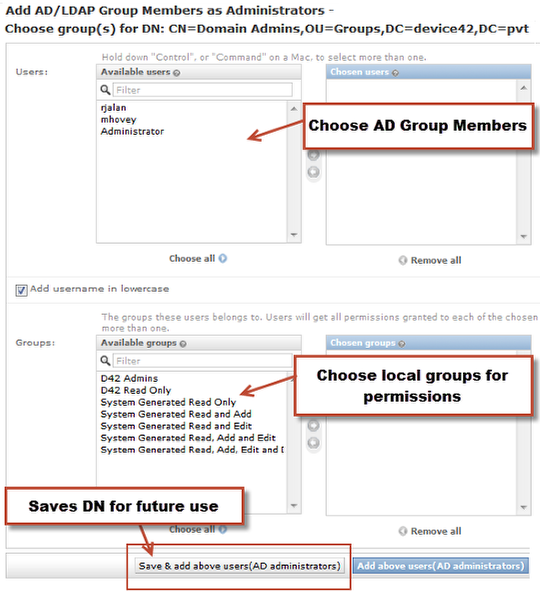 Add AD/LDAP Group Members as Administrators -
Choose group(s) for DN: CN=Domain Admins,OU=Groups,DC=device42,DC=pvt
Hold down "Control", or "Command" on a Mac, to select more than one.
Users:
Available users
Chosen users
Filter
rjalan
mhovey
Administrator
Choose AD Group Members
Choose all
Remove all
Add username in lowercase
The groups these users belongs to. Users will get all permissions granted to each of the chosen
more than one.
Groups:
Available groups
Chosen groups
Filter
D42 Admins
D42 Read Only
System Generated Read Only
System Generated Read and Add
System Generated Read and Edit
System Generated Read, Add and Edit
System Generated Read, Add, Edit and D
Choose local groups for
permissions
Saves DN for future use
Choose all
Remove all
Save & add above users(AD administrators)
Add above users(AD administrators)